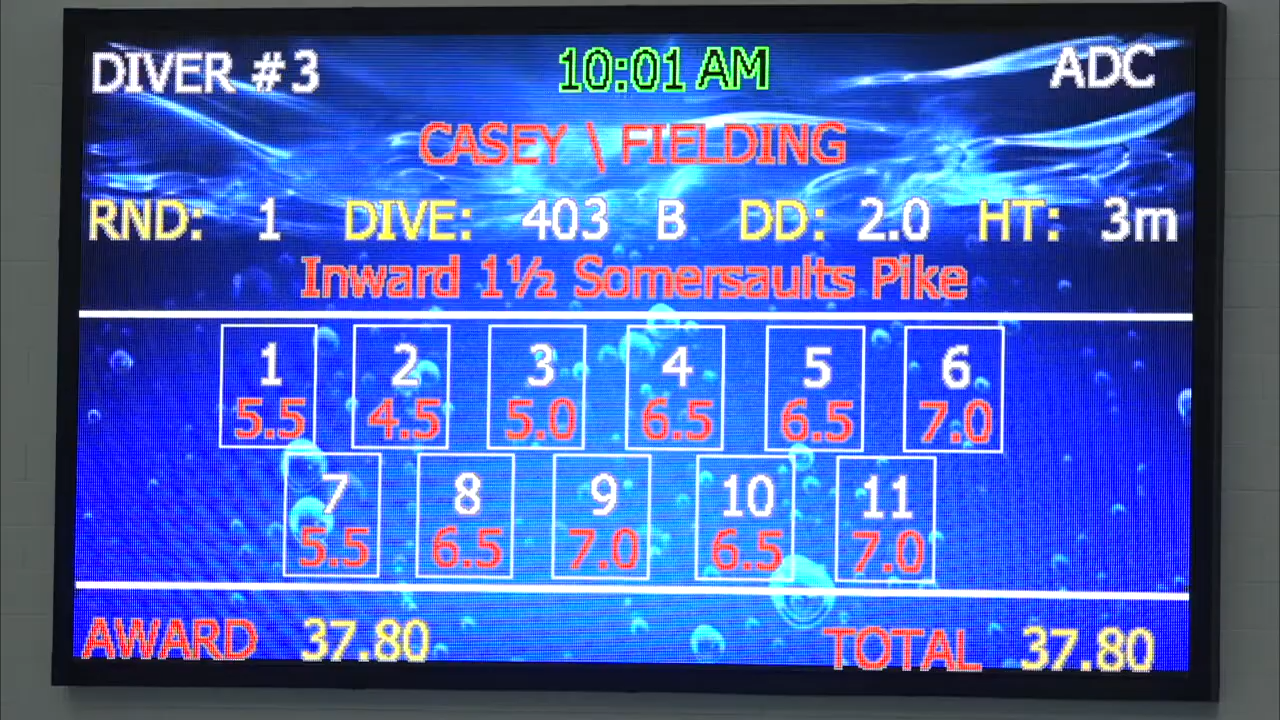 DIVER #3 10:01 AM ADC
CASEY \ FIELDING
RND: 1 DIVE: 403 B DD: 2.0 HT: 3m
Inward 1½ Somersaults Pike
1 2 3 4 5 6
5.5 4.5 5.0 6.5 6.5 7.0
7 8 9 10 11
5.5 6.5 7.0 6.5 7.0
AWARD 37.80 TOTAL 37.80